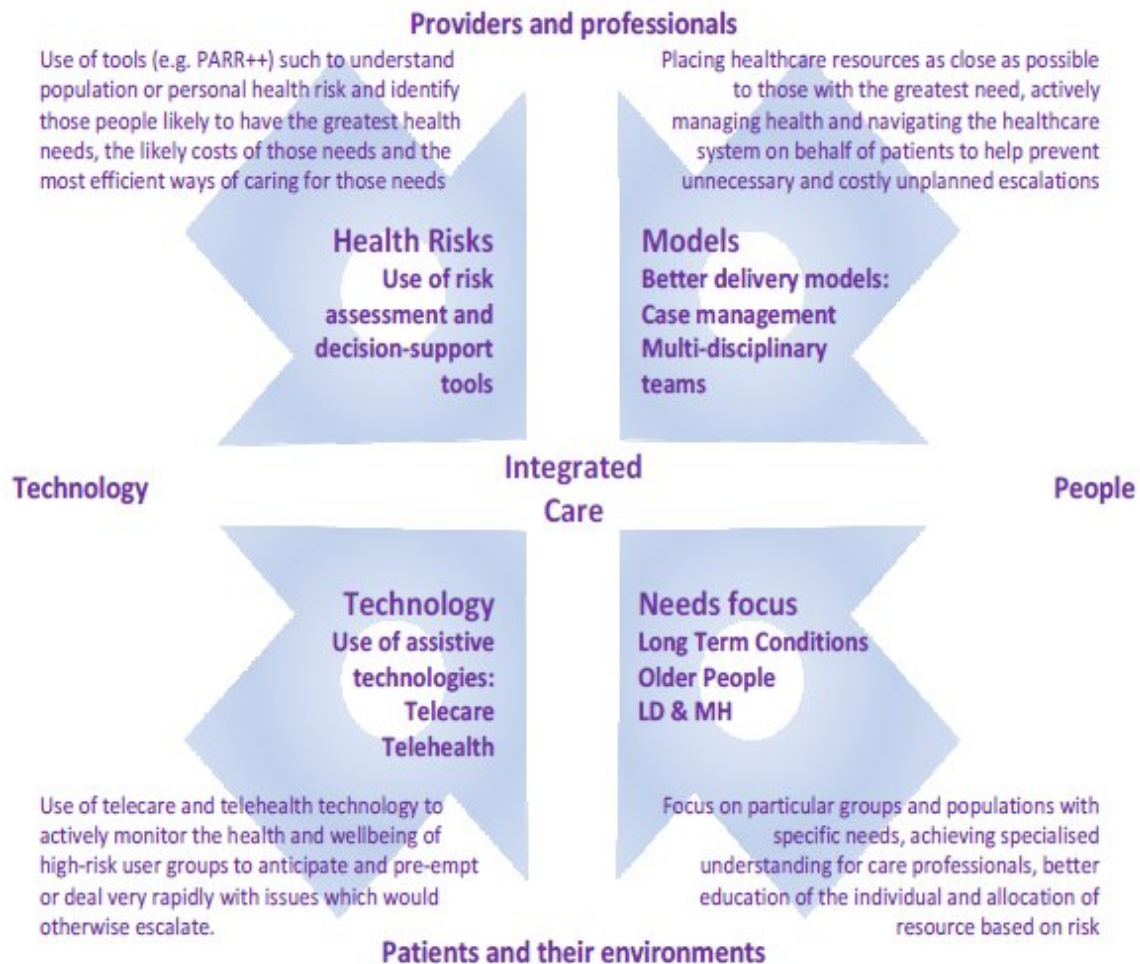 Providers and professionals
Use of tools (e.g. PARR++) such to understand
population or personal health risk and identify
those people likely to have the greatest health
needs, the likely costs of those needs and the
most efficient ways of caring for those needs
Placing healthcare resources as close as possible
to those with the greatest need, actively
managing health and navigating the healthcare
system on behalf of patients to help prevent
unnecessary and costly unplanned escalations
Health Risks
Use of risk
assessment and
decision-support
tools
Models
Better delivery models:
Case management
Multi-disciplinary
teams
Technology
Integrated
Care
People
Technology
Use of assistive
technologies:
Telecare
Telehealth
Needs focus
Long Term Conditions
Older People
LD & MH
Use of telecare and telehealth technology to
actively monitor the health and wellbeing of
high-risk user groups to anticipate and pre-empt
or deal very rapidly with issues which would
otherwise escalate.
Focus on particular groups and populations with
specific needs, achieving specialised
understanding for care professionals, better
education of the individual and allocation of
resource based on risk
Patients and their environments